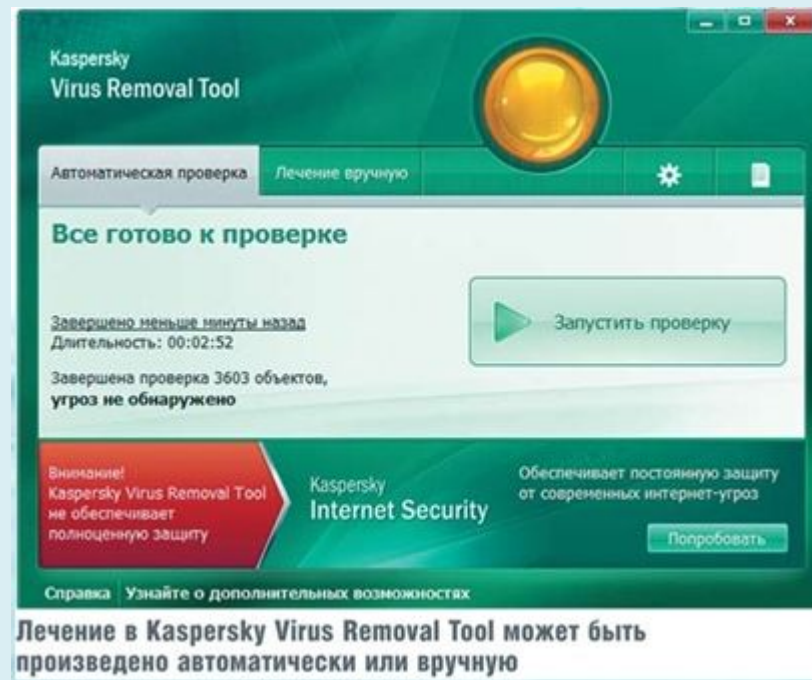 Kaspersky
Virus Removal Tool
Автоматическая проверка
Лечение вручную
Все готово к проверке
Завершено меньше минуты назад
Длительность: 00:02:52
Запустить проверку
Завершена проверка 3603 объектов,
угроз не обнаружено
Внимание!
Kaspersky Virus Removal Tool
не обеспечивает
полноценную защиту
Kaspersky
Internet Security
Обеспечивает постоянную защиту
от современных интернет-угроз
Попробовать
Справка
Узнайте о дополнительных возможностях
Лечение в Kaspersky Virus Removal Tool может быть
произведено автоматически или вручную